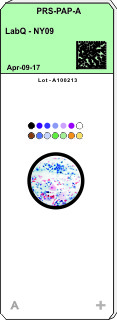 PRS-PAP-A
LabQ - NY09
Apr-09-17
Lot - A100213
A +